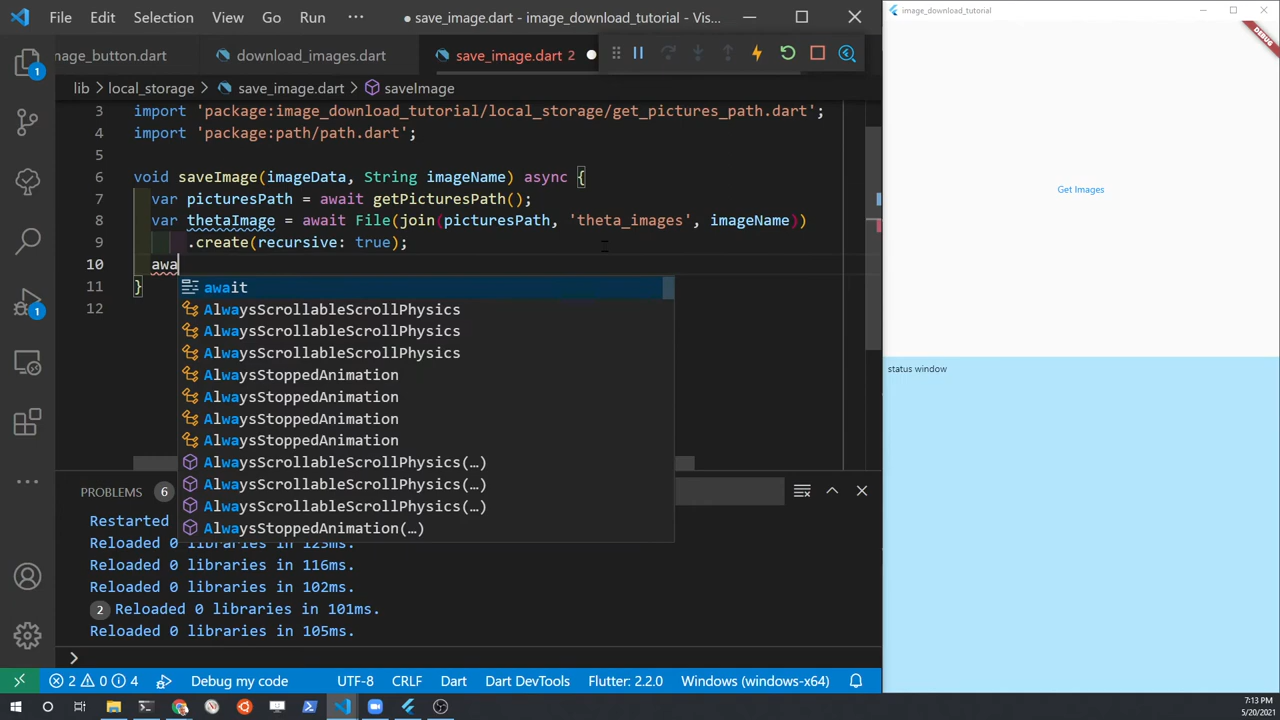 File Edit Selection View Go Run ··· ● save_image.dart - image_download_tutorial - Vis...
image_download_tutorial
DEBUG
mage_button.dart download_images.dart save_image.dart 2
lib > local_storage > save_image.dart > saveImage
3 import 'package:image_download_tutorial/local_storage/get_pictures_path.dart';
4 import 'package:path/path.dart';
5
6 void saveImage(imageData, String imageName) async {
7 var picturesPath = await getPicturesPath();
8 var thetaImage = await File(join(picturesPath, 'theta_images', imageName))
9 .create(recursive: true);
10 awa
11 }
12
await
AlwaysScrollableScrollPhysics
AlwaysScrollableScrollPhysics
AlwaysScrollableScrollPhysics
AlwaysStoppedAnimation
AlwaysStoppedAnimation
AlwaysStoppedAnimation
AlwaysStoppedAnimation
AlwaysScrollableScrollPhysics(…)
AlwaysScrollableScrollPhysics(…)
AlwaysScrollableScrollPhysics(…)
AlwaysStoppedAnimation(…)
1
1
PROBLEMS 6
Restarted
Reloaded 0 libraries in 123ms.
Reloaded 0 libraries in 116ms.
Reloaded 0 libraries in 102ms.
2 Reloaded 0 libraries in 101ms.
Reloaded 0 libraries in 105ms.
>
Get Images
status window
2 0 4 Debug my code UTF-8 CRLF Dart Dart DevTools Flutter: 2.2.0 Windows (windows-x64)
7:13 PM
5/20/2021